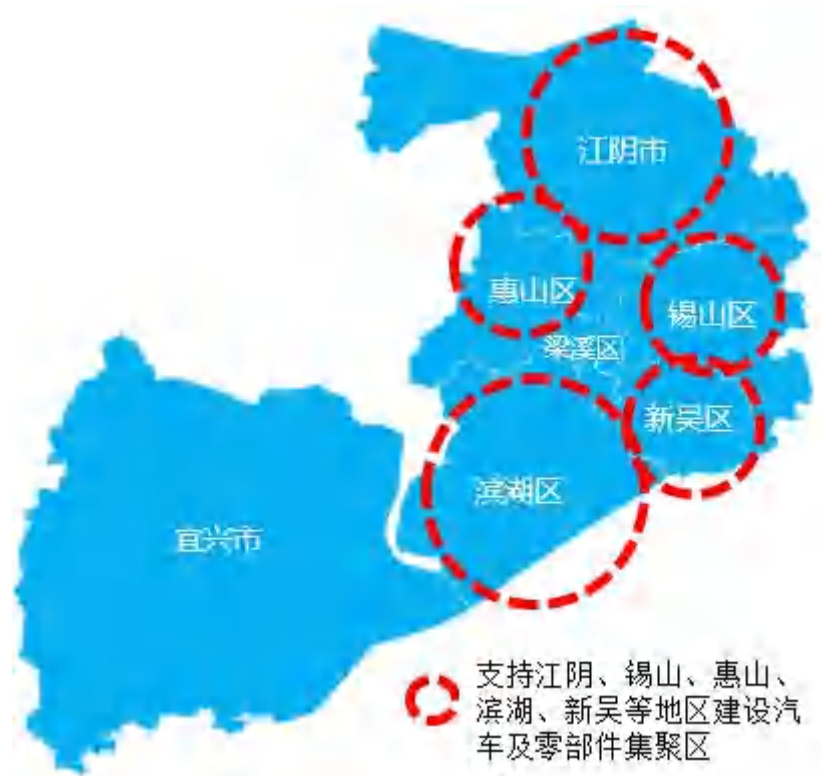 江阴市
惠山区
锡山区
梁溪区
新吴区
滨湖区
宜兴市
支持江阴、锡山、惠山、
滨湖、新吴等地区建设汽
车及零部件集聚区